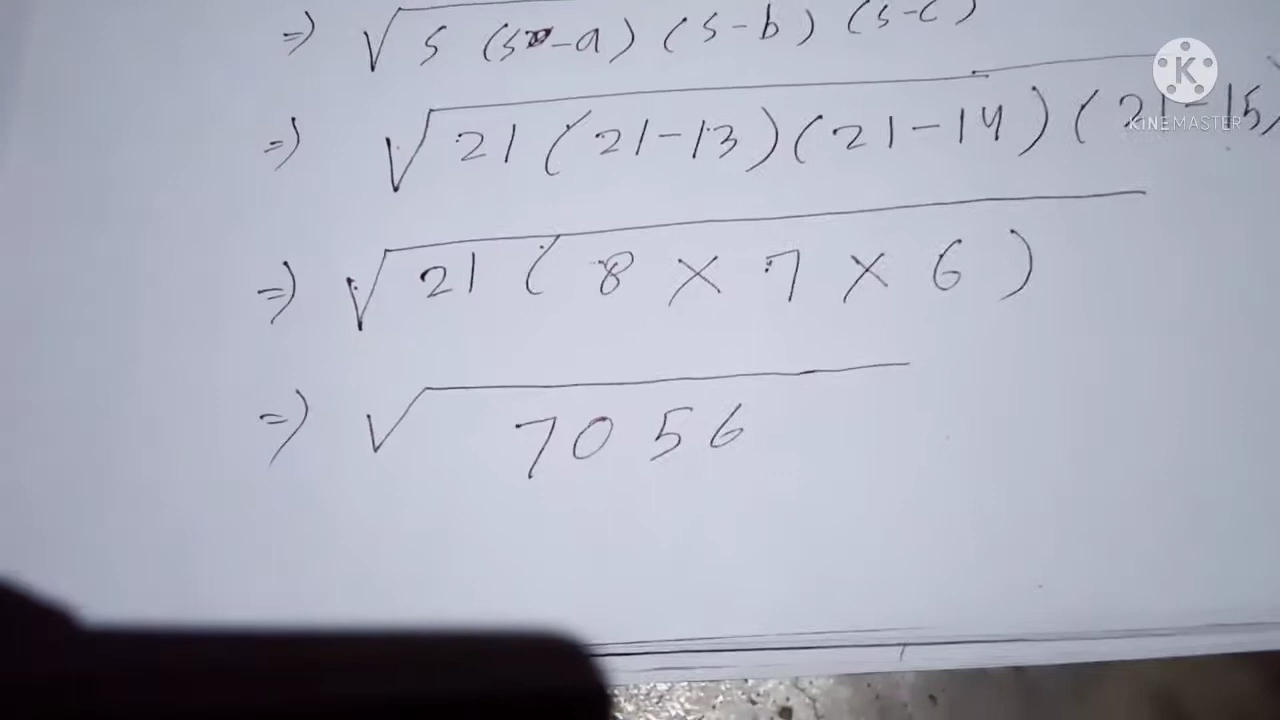 => √s (s-a) (s-b) (s-c)
=> √21 (21-13) (21-14) (21-15)
=> √21 ( 8 × 7 × 6 )
=> √7056
K
KINEMASTER